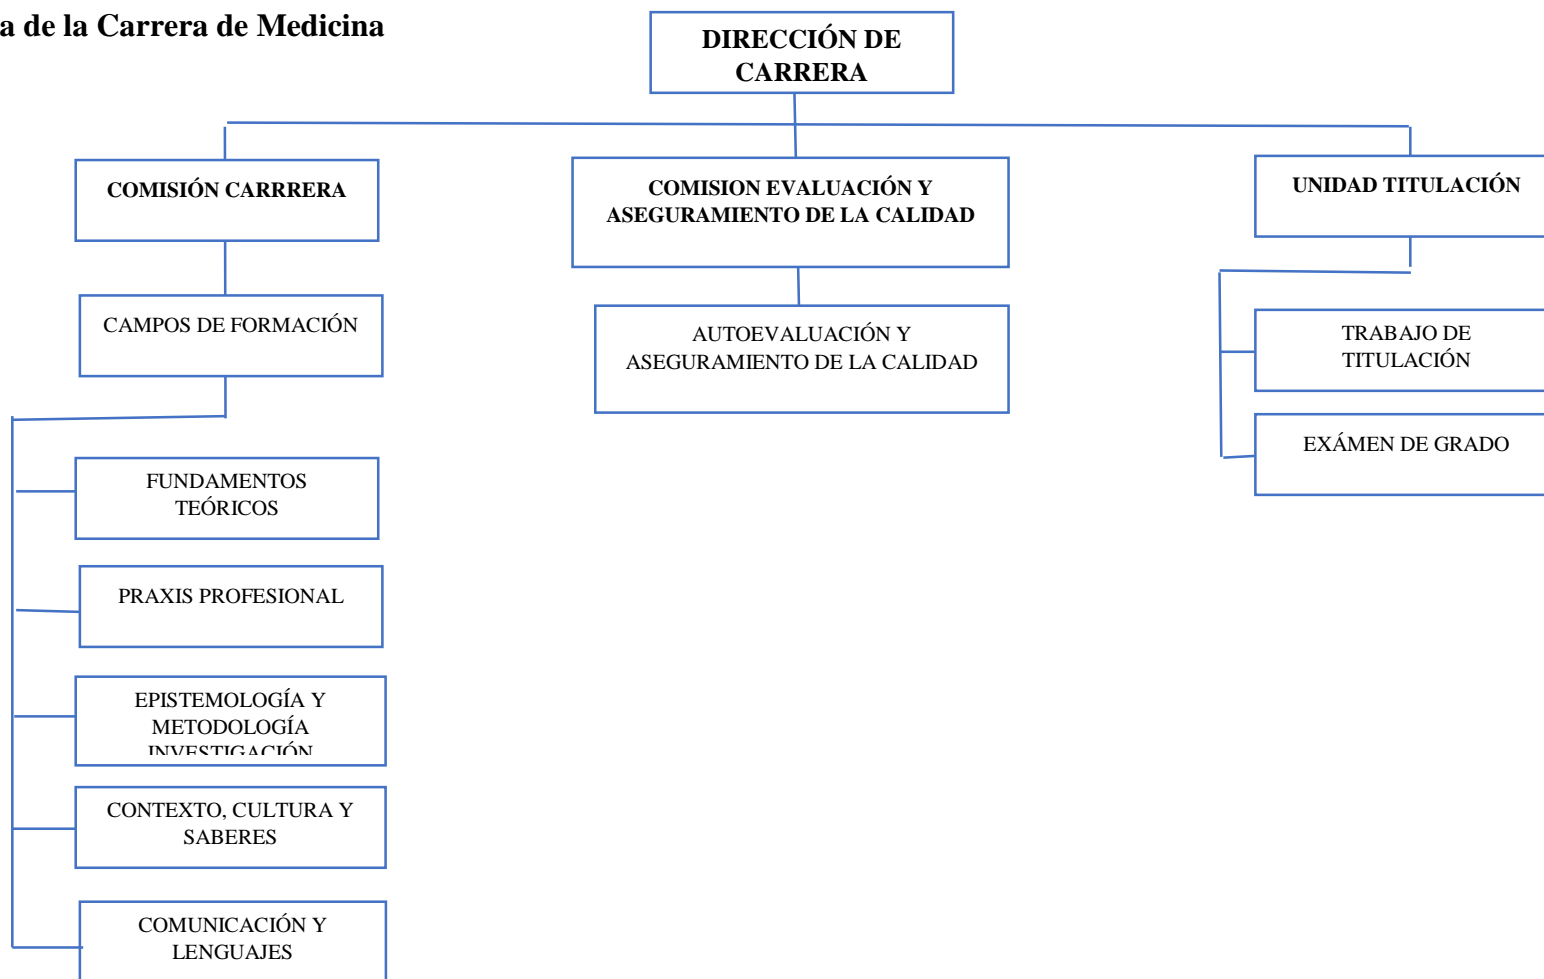 a de la Carrera de Medicina
DIRECCIÓN DE
CARRERA
COMISIÓN CARRRERA
COMISION EVALUACIÓN Y
ASEGURAMIENTO DE LA CALIDAD
UNIDAD TITULACIÓN
CAMPOS DE FORMACIÓN
AUTOEVALUACIÓN Y
ASEGURAMIENTO DE LA CALIDAD
TRABAJO DE
TITULACIÓN
EXÁMEN DE GRADO
FUNDAMENTOS
TEÓRICOS
PRAXIS PROFESIONAL
EPISTEMOLOGÍA Y
METODOLOGÍA
INVESTIGACIÓN
CONTEXTO, CULTURA Y
SABERES
COMUNICACIÓN Y
LENGUAJES